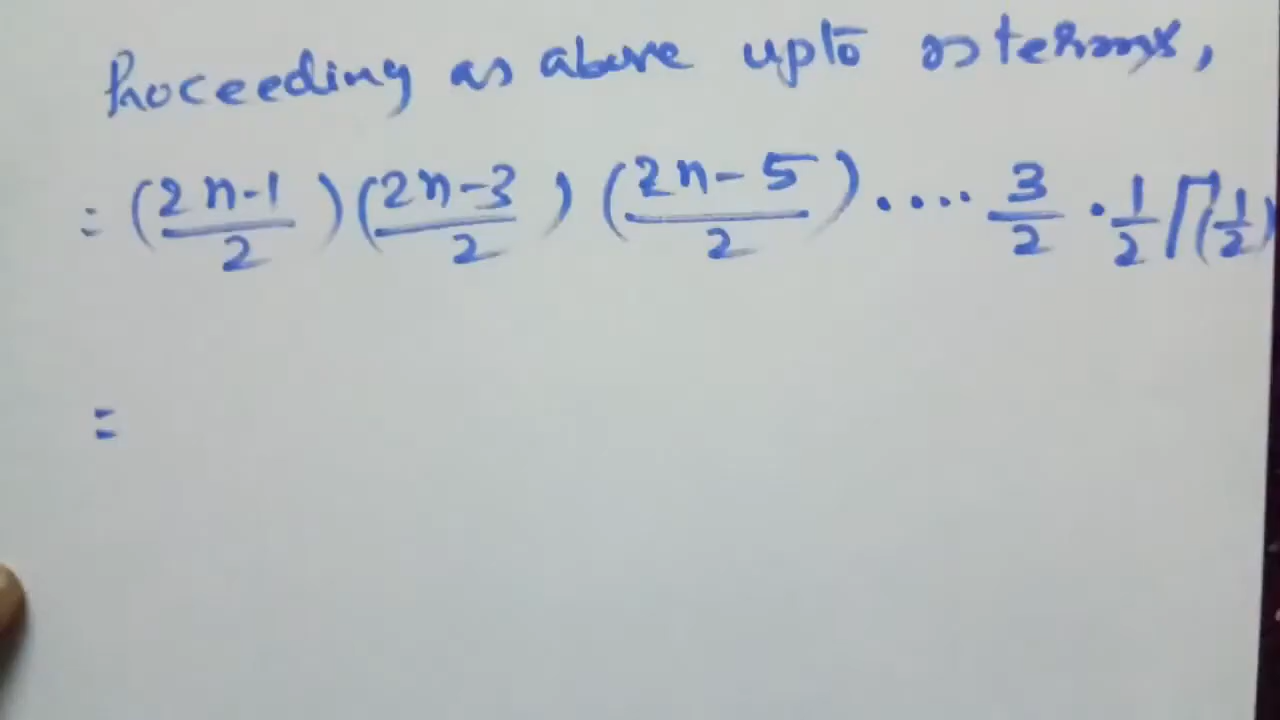 Proceeding as above upto n terms,
= (2n-1/2)(2n-3/2)(2n-5/2)....3/2 · 1/2 Γ(1/2)
=